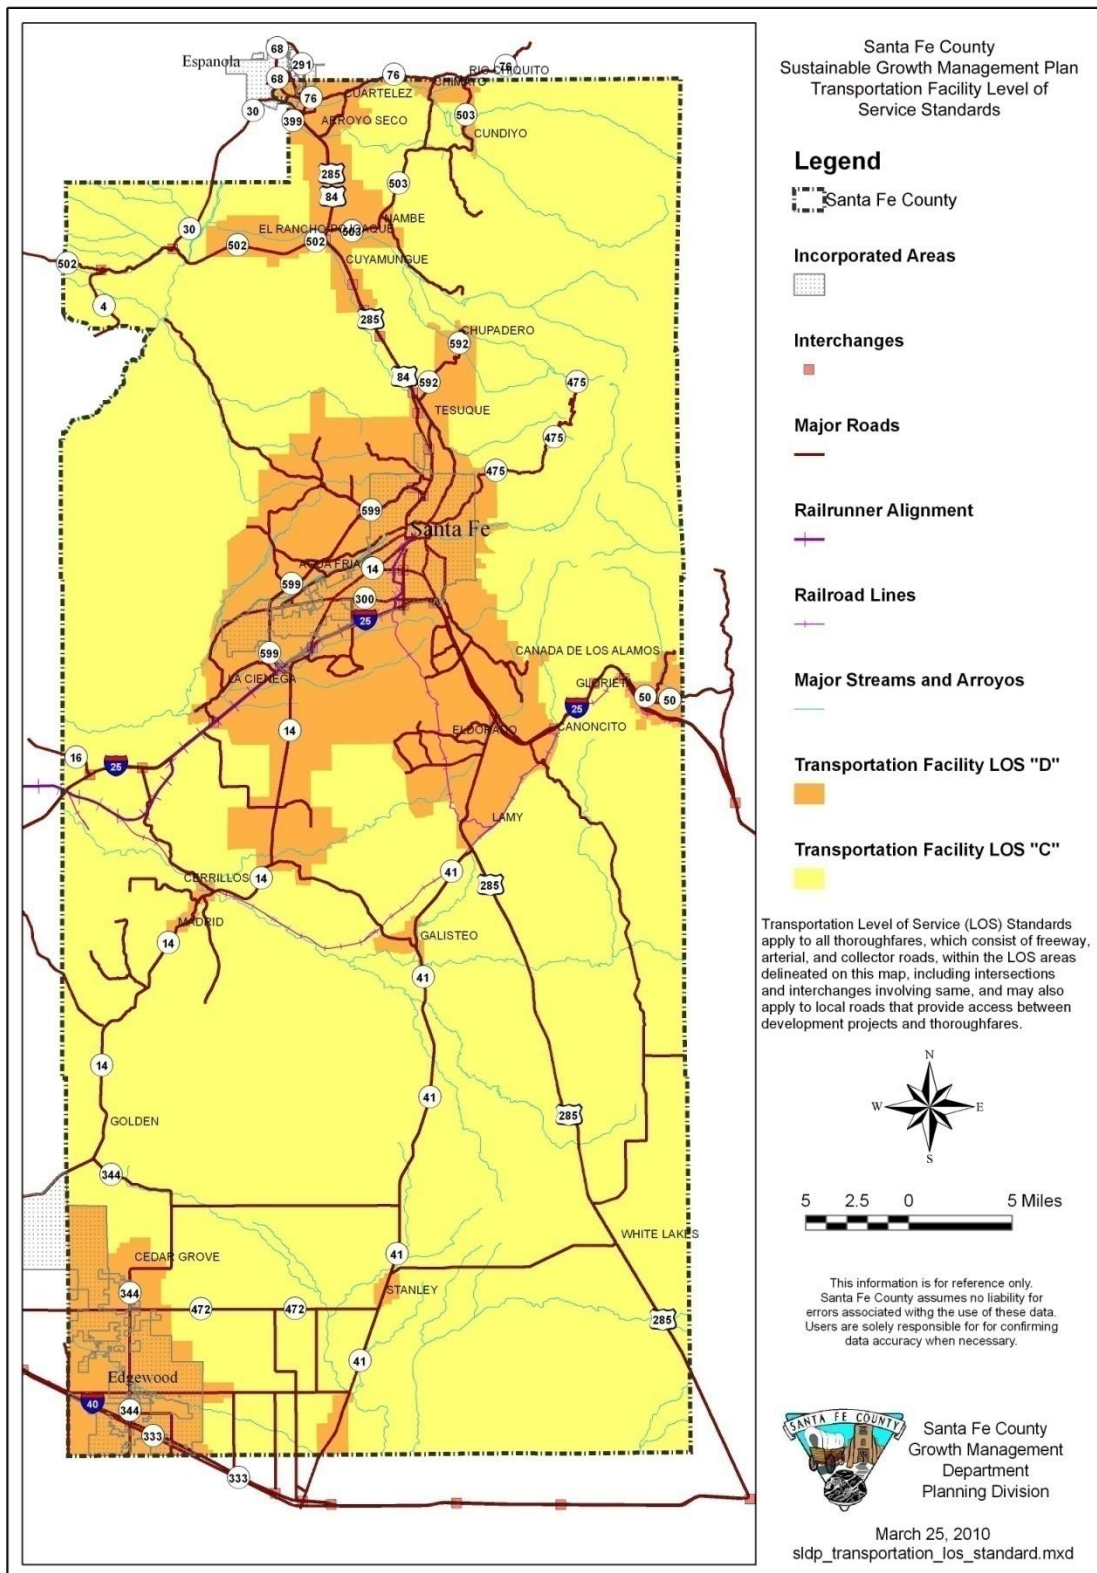 Santa Fe County
Sustainable Growth Management Plan
Transportation Facility Level of
Service Standards
Legend
Santa Fe County
Incorporated Areas
Interchanges
Major Roads
Railrunner Alignment
Railroad Lines
Major Streams and Arroyos
Transportation Facility LOS "D"
Transportation Facility LOS "C"
Transportation Level of Service (LOS) Standards
apply to all thoroughfares, which consist of freeway,
arterial, and collector roads, within the LOS areas
delineated on this map, including intersections
and interchanges involving same, and may also
apply to local roads that provide access between
development projects and thoroughfares.
N
W E
S
5 2.5 0 5 Miles
This information is for reference only.
Santa Fe County assumes no liability for
errors associated withg the use of these data.
Users are solely responsible for for confirming
data accuracy when necessary.
SANTA FE COUNTY
Santa Fe County
Growth Management
Department
Planning Division
March 25, 2010
sldp_transportation_los_standard.mxd
68
Espanola
291
68
76
RIO CHIQUITO
76
CHIMAYO
76
CUARTELEZ
30
399
ARROYO SECO
503
CUNDIYO
285
84
503
30
NAMBE
EL RANCHO
POJOAQUE
503
502
502
502
CUYAMUNGUE
4
285
CHUPADERO
592
84
592
475
TESUQUE
475
475
599
Santa Fe
AGUA FRIA
14
599
300
25
599
CANADA DE LOS ALAMOS
LA CIENEGA
GLORIETA
50
50
25
14
ELDORADO
CANONCITO
16
25
LAMY
41
285
CERRILLOS
14
MADRID
14
GALISTEO
41
14
41
285
GOLDEN
344
WHITE LAKES
CEDAR GROVE
41
344
STANLEY
472
472
285
41
Edgewood
40
344
333
333